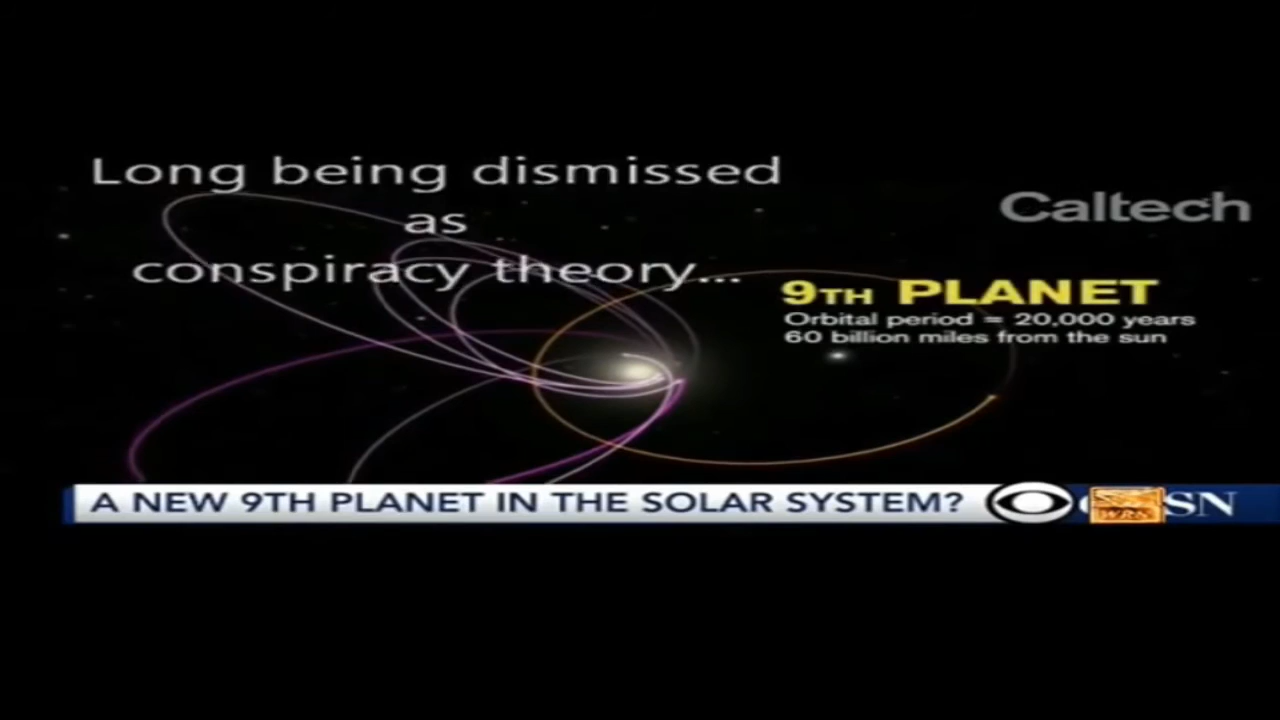 Long being dismissed
as
conspiracy theory...
Caltech
9TH PLANET
Orbital period = 20,000 years
60 billion miles from the sun
A NEW 9TH PLANET IN THE SOLAR SYSTEM?
WRN
SN